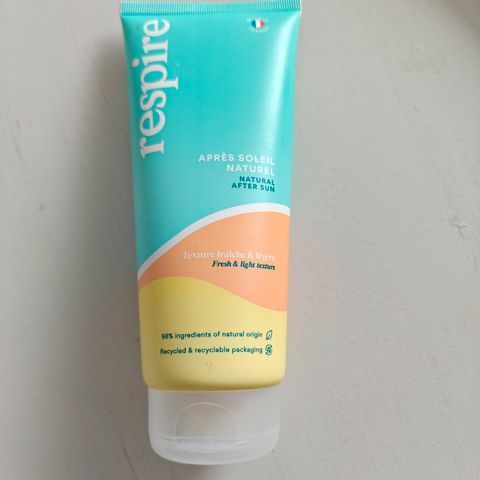 respire
APRÈS SOLEIL
NATUREL
NATURAL
AFTER SUN
Texture fraîche & légère
Fresh & light texture
98% ingredients of natural origin
Recycled & recyclable packaging